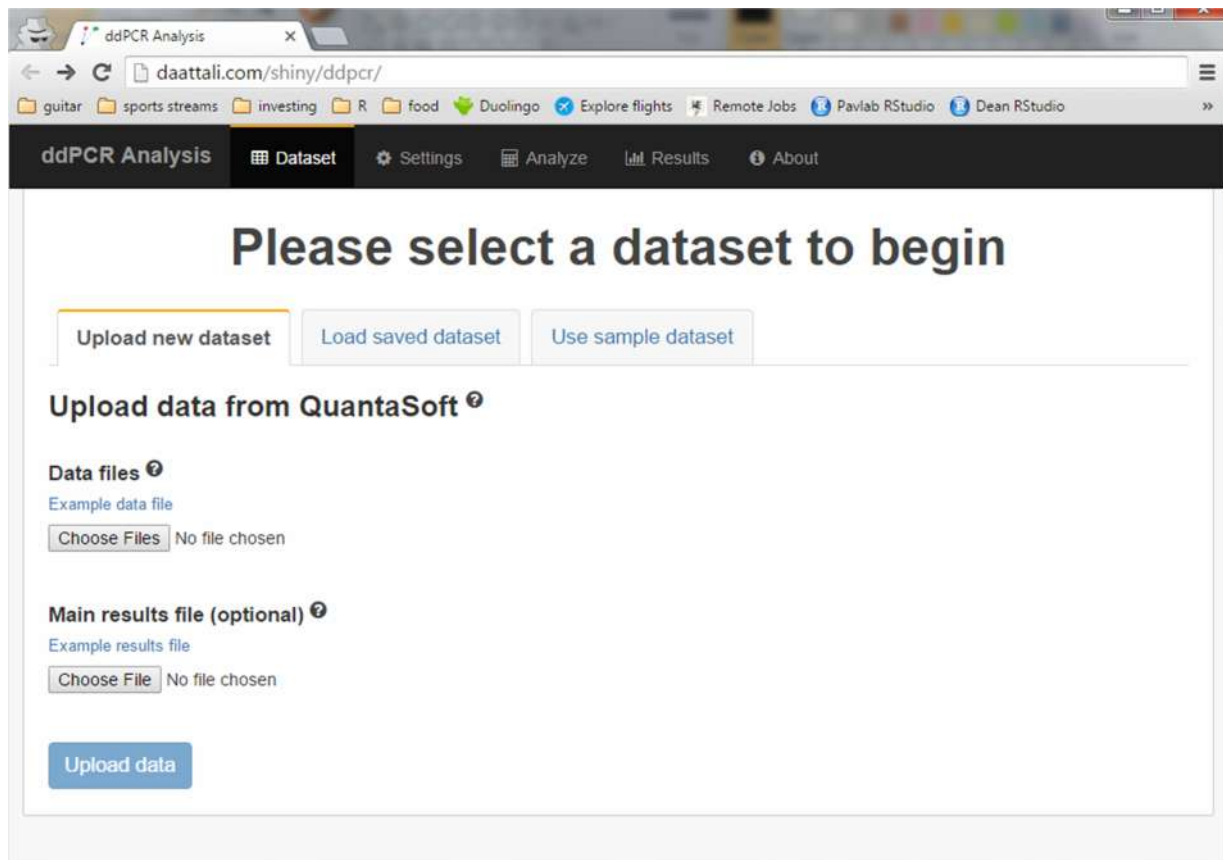 ddPCR Analysis
daattali.com/shiny/ddpcr/
guitar sports streams investing R food Duolingo Explore flights Remote Jobs Pavlab RStudio Dean RStudio »
ddPCR Analysis Dataset Settings Analyze Results About
Please select a dataset to begin
Upload new dataset Load saved dataset Use sample dataset
Upload data from QuantaSoft
Data files
Example data file
Choose Files No file chosen
Main results file (optional)
Example results file
Choose File No file chosen
Upload data